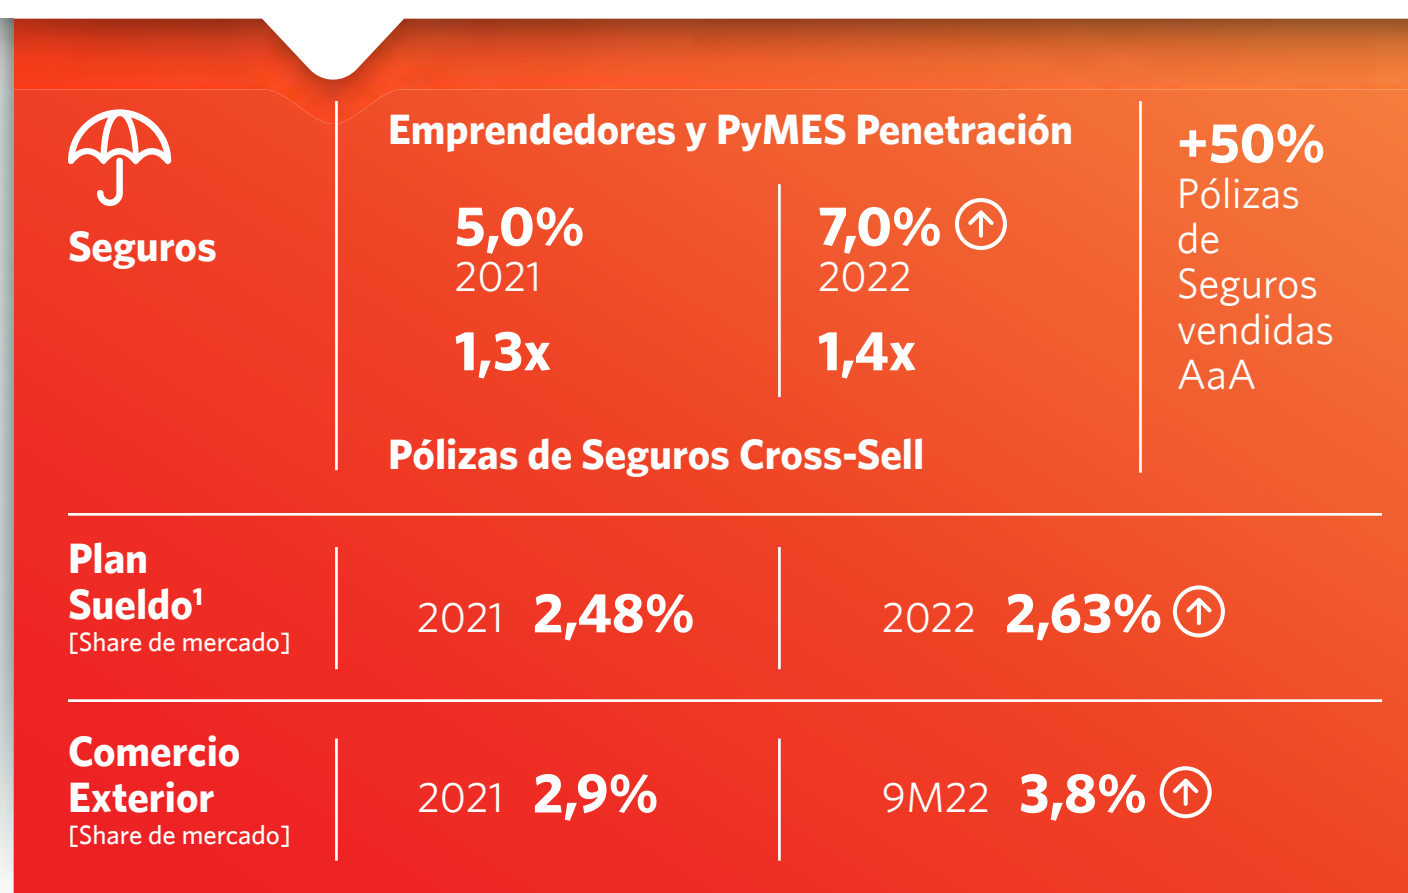 Seguros
Emprendedores y PyMES Penetración
5,0%
2021
1,3x
7,0%
2022
1,4x
Pólizas de Seguros Cross-Sell
+50%
Pólizas
de
Seguros
vendidas
AaA
Plan
Sueldo¹
[Share de mercado]
2021 2,48%
2022 2,63%
Comercio
Exterior
[Share de mercado]
2021 2,9%
9M22 3,8%